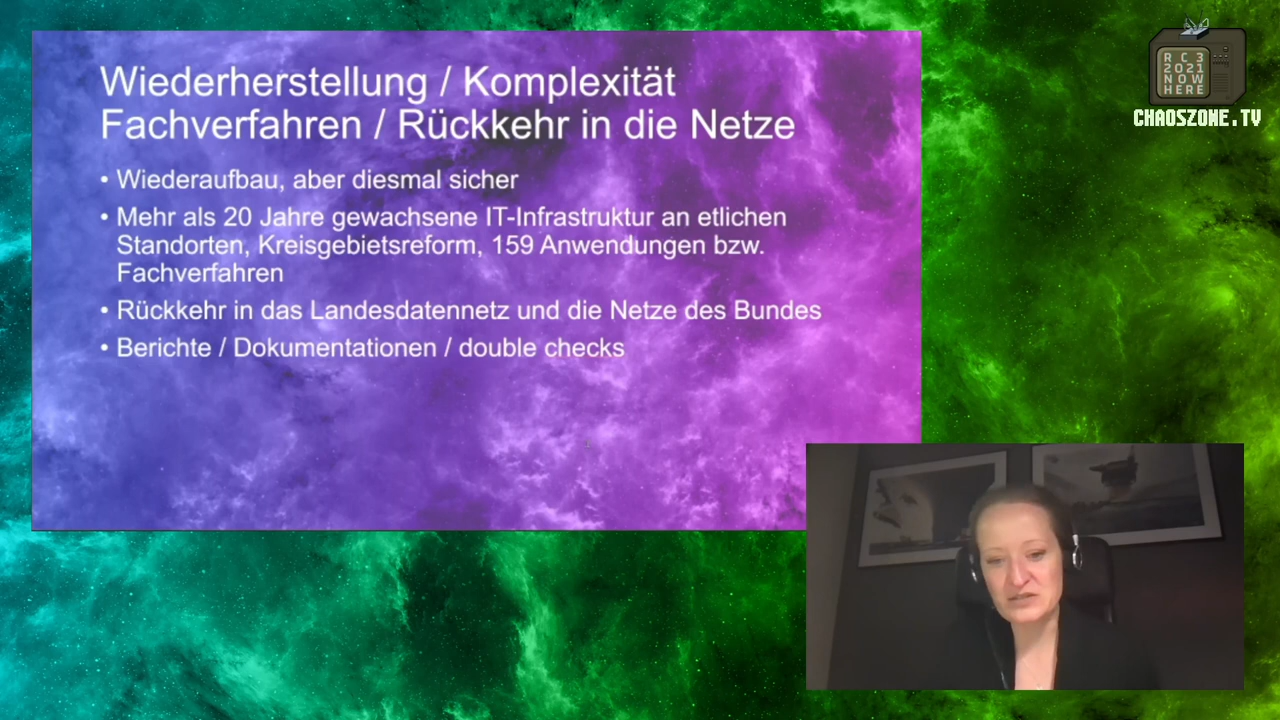 Wiederherstellung / Komplexität
Fachverfahren / Rückkehr in die Netze
• Wiederaufbau, aber diesmal sicher
• Mehr als 20 Jahre gewachsene IT-Infrastruktur an etlichen
Standorten, Kreisgebietsreform, 159 Anwendungen bzw.
Fachverfahren
• Rückkehr in das Landesdatennetz und die Netze des Bundes
• Berichte / Dokumentationen / double checks
R C 3
2021
NOW
HERE
CHAOSZONE.TV